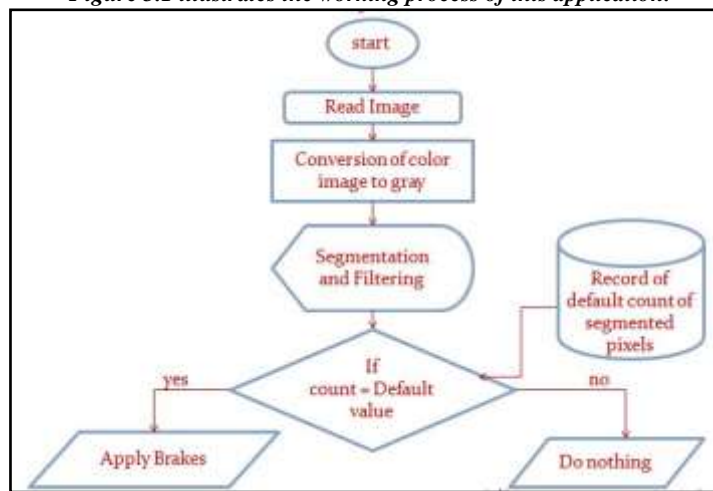 Figure 3.1 illustrates the working process of this application.
start
Read Image
Conversion of color
image to gray
Segmentation
and Filtering
Record of
default count of
segmented
pixels
If
count = Default
value
yes
no
Apply Brakes
Do nothing